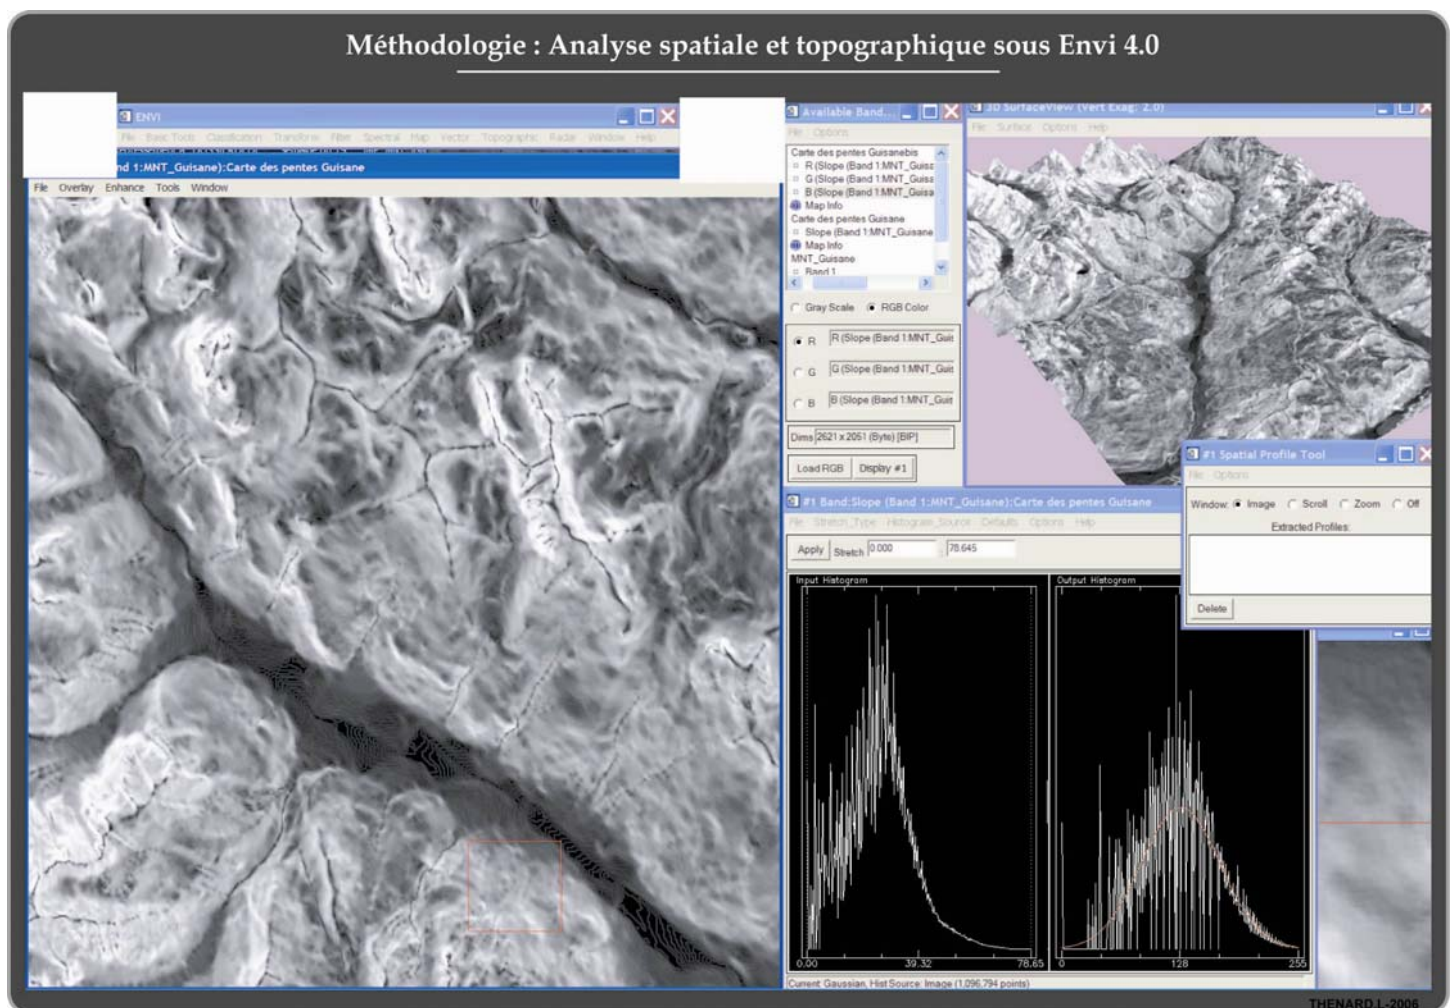 Méthodologie : Analyse spatiale et topographique sous Envi 4.0
ENVI
File Basic Tools Classification Transform Filter Spectral Map Vector Topographic Radar Window Help
nd 1:MNT_Guisane):Carte des pentes Guisane
File Overlay Enhance Tools Window
Available Band...
File Options
Carte des pentes Guisanebis
R (Slope (Band 1:MNT_Guisa
G (Slope (Band 1:MNT_Guisa
B (Slope (Band 1:MNT_Guisa
Map Info
Carte des pentes Guisane
Slope (Band 1:MNT_Guisane
Map Info
MNT_Guisane
Band 1
Gray Scale RGB Color
R R (Slope (Band 1:MNT_Guis
G G (Slope (Band 1:MNT_Guis
B B (Slope (Band 1:MNT_Guis
Dims 2621 x 2051 (Byte) [BIP]
Load RGB Display #1
3D SurfaceView (Vert Exag: 2.0)
File Surface Options Help
#1 Spatial Profile Tool
File Options
Window: Image Scroll Zoom Off
Extracted Profiles:
Delete
#1 Band:Slope (Band 1:MNT_Guisane):Carte des pentes Guisane
File Stretch_Type Histogram_Source Defaults Options Help
Apply Stretch 0.000 : 78.645
Input Histogram
Output Histogram
0.00 39.32 78.65
0 128 255
Current: Gaussian, Hist Source: Image (1,096,794 points)
THENARD.L-2006